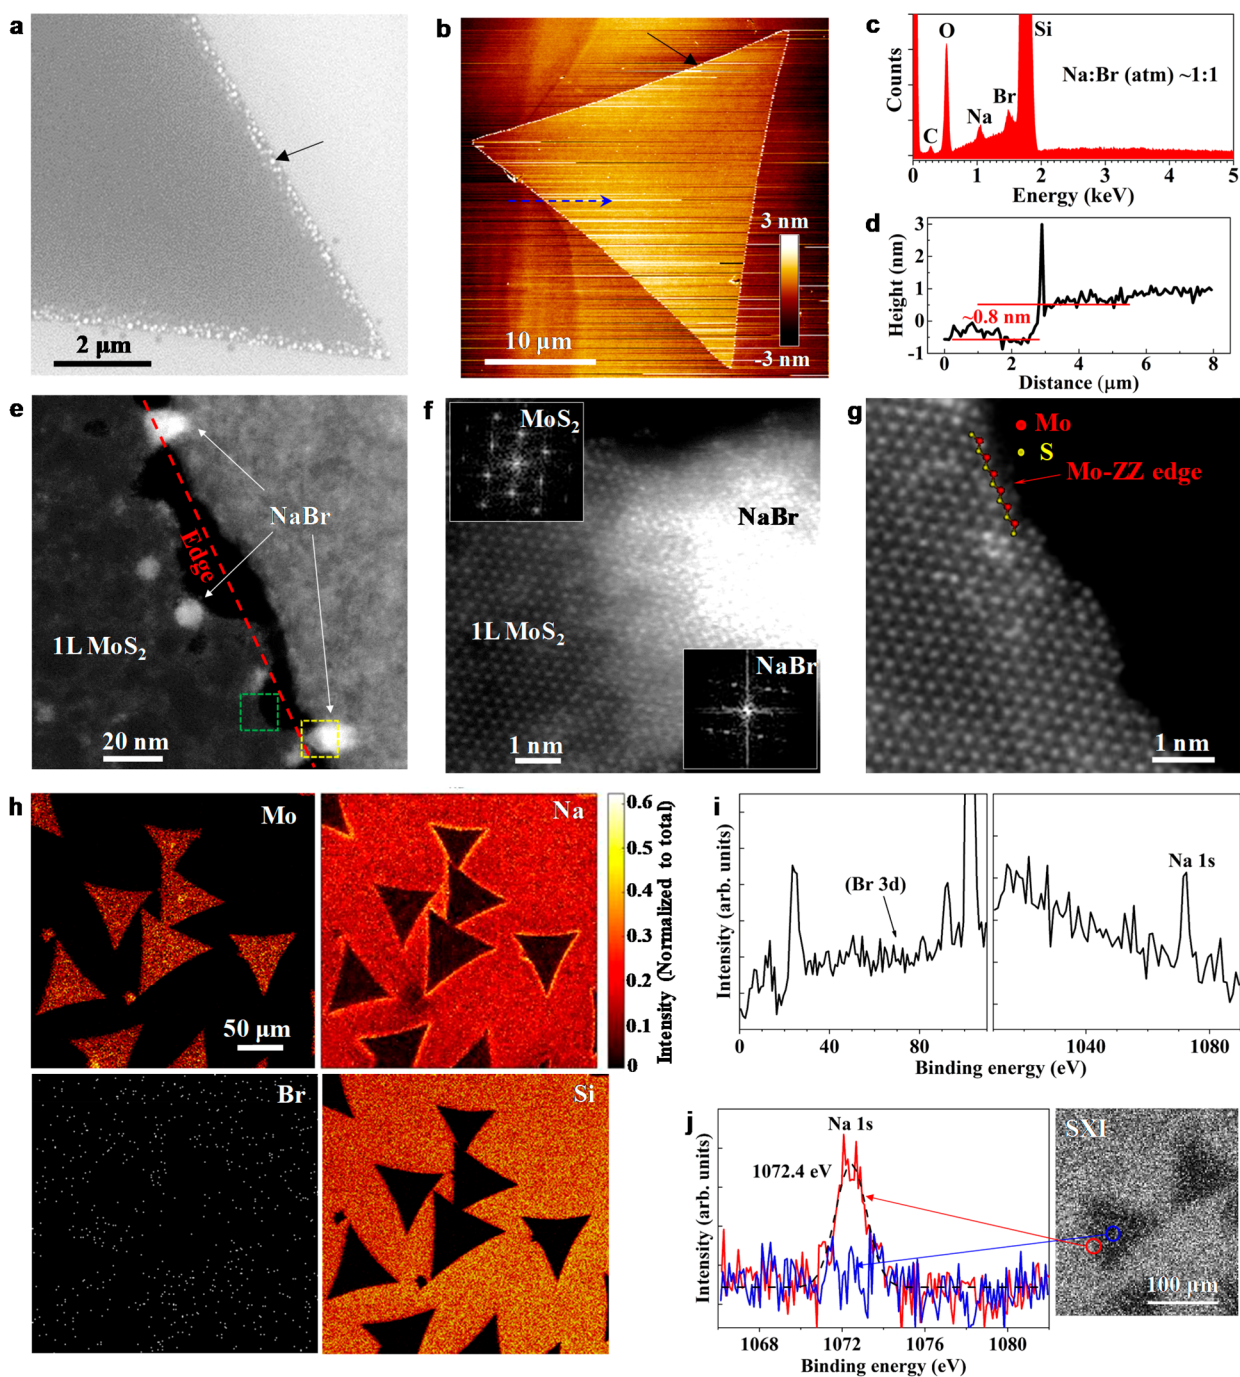 a
2 μm
b
3 nm
-3 nm
10 μm
c
Counts
C
O
Na
Br
Si
Na:Br (atm) ~1:1
0
1
2
3
4
5
Energy (keV)
d
Height (nm)
3
2
1
0
-1
~0.8 nm
0
2
4
6
8
Distance (μm)
e
NaBr
Edge
1L MoS2
20 nm
f
MoS2
NaBr
1L MoS2
NaBr
1 nm
g
Mo
S
Mo-ZZ edge
1 nm
h
Mo
50 μm
Na
0.6
0.5
0.4
0.3
0.2
0.1
0
Intensity (Normalized to total)
Br
Si
i
Intensity (arb. units)
(Br 3d)
Na 1s
0
40
80
1040
1080
Binding energy (eV)
Binding energy (eV)
j
Intensity (arb. units)
Na 1s
1072.4 eV
1068
1072
1076
1080
Binding energy (eV)
SXI
100 μm